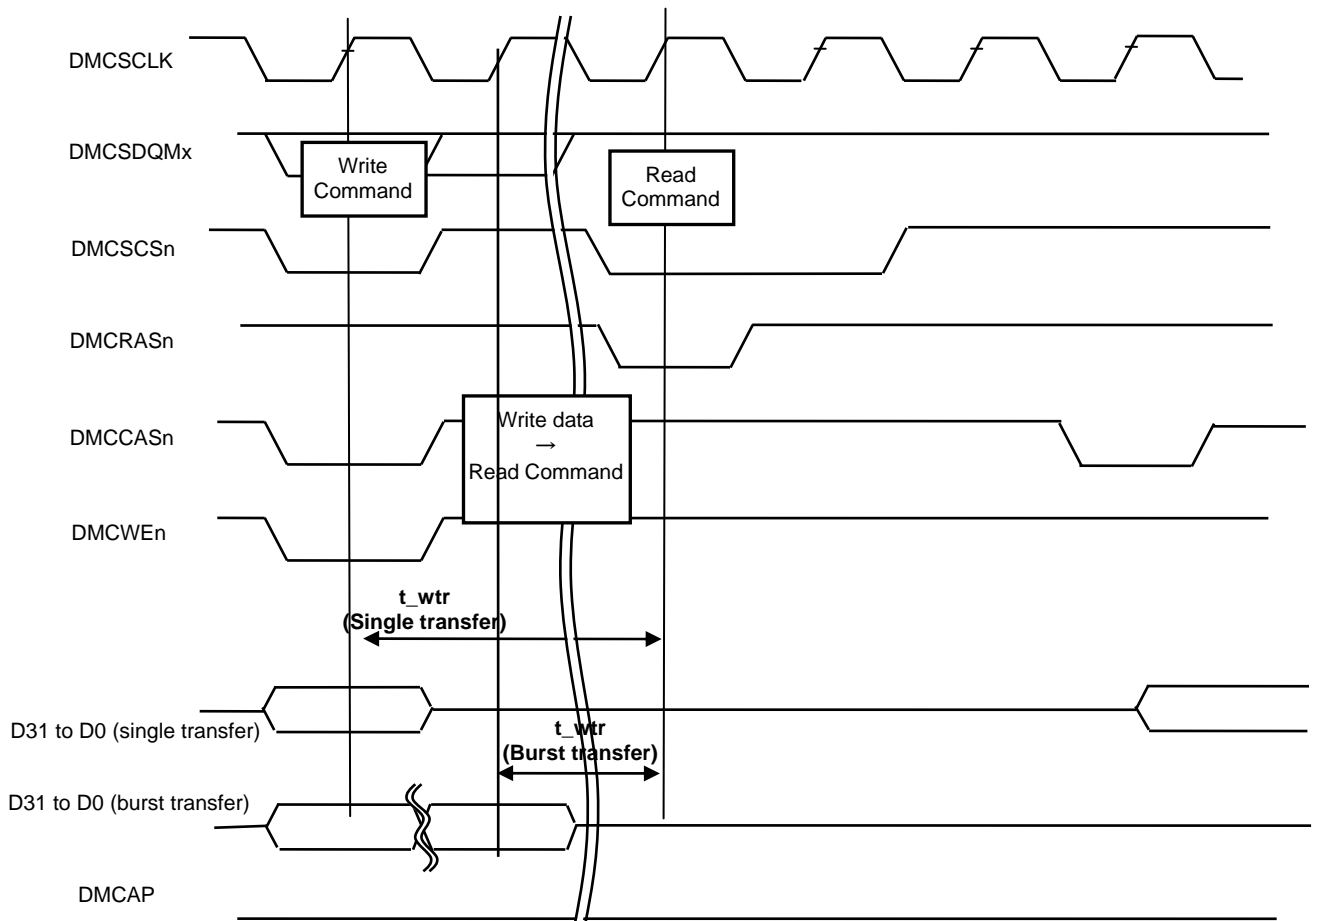 DMCSCLK
DMCSDQMx
Write
Command
Read
Command
DMCSCSn
DMCRASn
DMCCASn
Write data
→
Read Command
DMCWEn
t_wtr
(Single transfer)
D31 to D0 (single transfer)
t_wtr
(Burst transfer)
D31 to D0 (burst transfer)
DMCAP